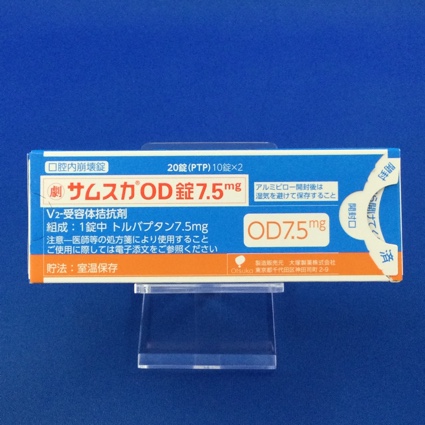 口腔内崩壊錠
20錠(PTP)10錠×2
劇 サムスカ®OD錠7.5mg
アルミピロー開封後は
湿気を避けて保存すること
V₂-受容体拮抗剤
組成:1錠中 トルバプタン7.5mg
注意―医師等の処方箋により使用すること
ご使用に際しては電子添文をご参照ください
OD7.5mg
貯法:室温保存
Otsuka
製造販売元 大塚製薬株式会社
東京都千代田区神田司町2-9
開封
開封口
開封
済